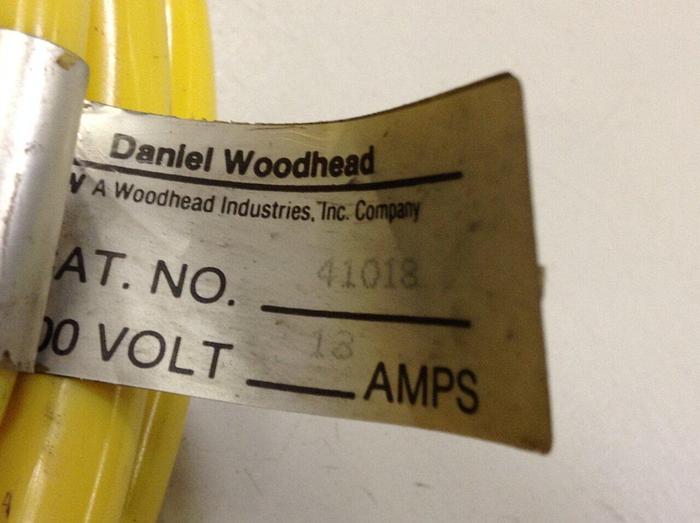 Daniel Woodhead
W A Woodhead Industries, Inc. Company
AT. NO. 41018
00 VOLT 13 AMPS